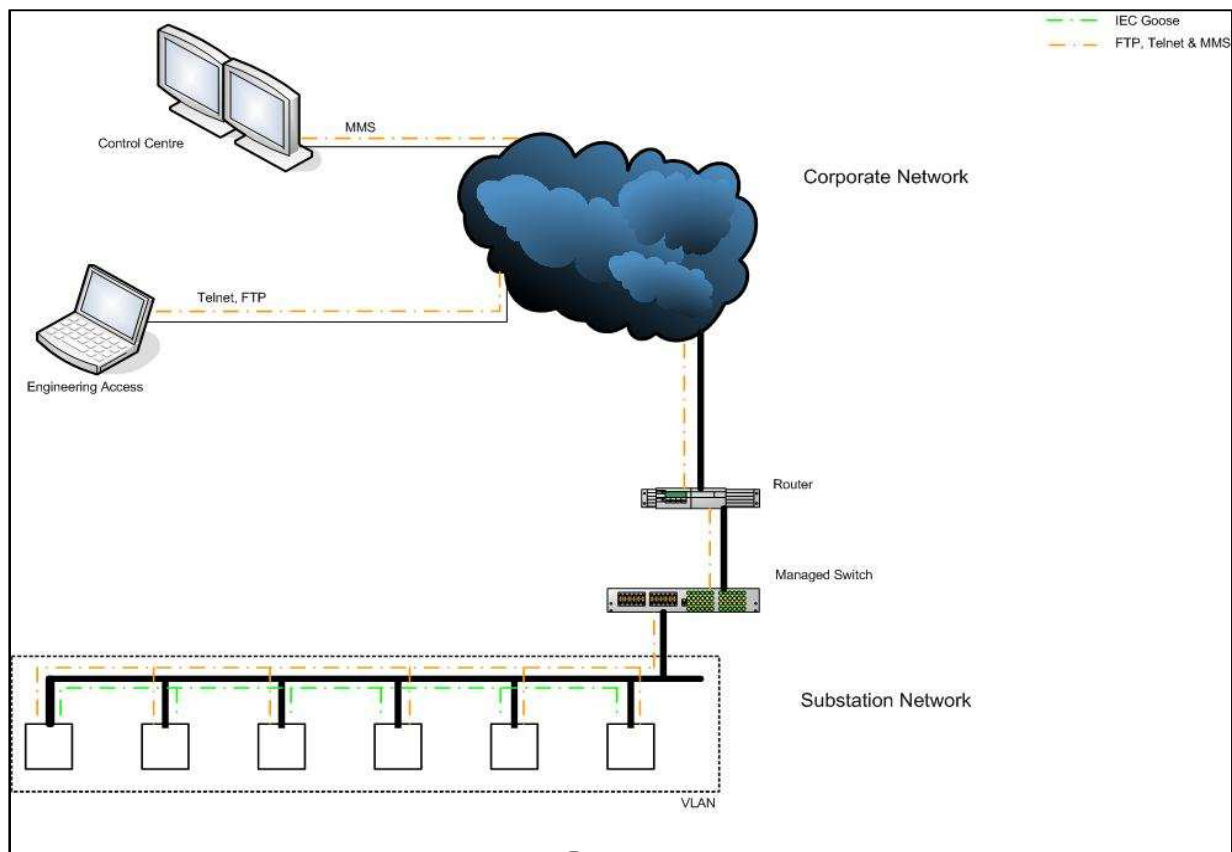 IEC Goose
FTP, Telnet & MMS
MMS
Control Centre
Corporate Network
Telnet, FTP
Engineering Access
Router
Managed Switch
Substation Network
VLAN